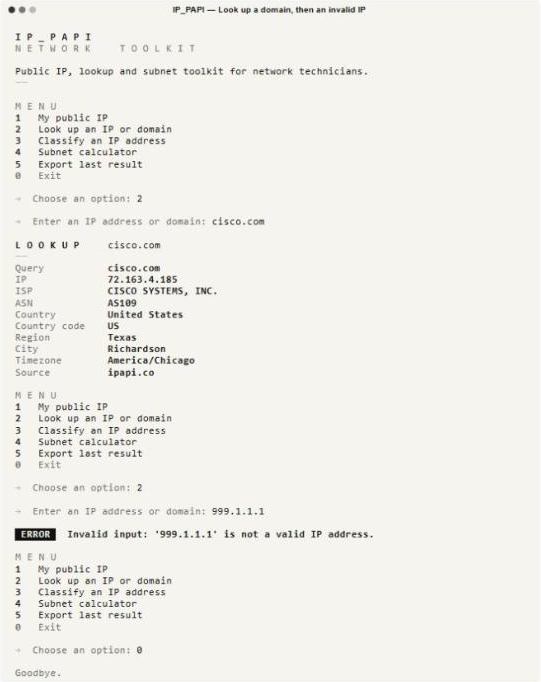 IP_PAPI — Look up a domain, then an invalid IP
IP_PAPI
NETWORK TOOLKIT
Public IP, lookup and subnet toolkit for network technicians.
MENU
1 My public IP
2 Look up an IP or domain
3 Classify an IP address
4 Subnet calculator
5 Export last result
0 Exit
→ Choose an option: 2
→ Enter an IP address or domain: cisco.com
LOOKUP cisco.com
Query cisco.com
IP 72.163.4.185
ISP CISCO SYSTEMS, INC.
ASN AS109
Country United States
Country code US
Region Texas
City Richardson
Timezone America/Chicago
Source ipapi.co
MENU
1 My public IP
2 Look up an IP or domain
3 Classify an IP address
4 Subnet calculator
5 Export last result
0 Exit
→ Choose an option: 2
→ Enter an IP address or domain: 999.1.1.1
ERROR Invalid input: '999.1.1.1' is not a valid IP address.
MENU
1 My public IP
2 Look up an IP or domain
3 Classify an IP address
4 Subnet calculator
5 Export last result
0 Exit
→ Choose an option: 0
Goodbye.